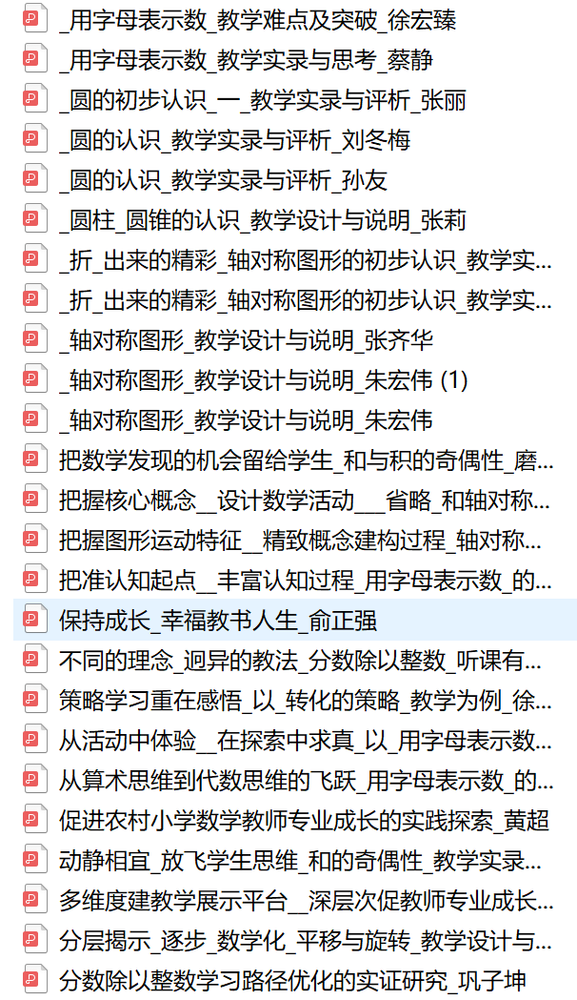 _用字母表示数_教学难点及突破_徐宏臻
_用字母表示数_教学实录与思考_蔡静
_圆的初步认识_一_教学实录与评析_张丽
_圆的认识_教学实录与评析_刘冬梅
_圆的认识_教学实录与评析_孙友
_圆柱_圆锥的认识_教学设计与说明_张莉
_折_出来的精彩_轴对称图形的初步认识_教学实...
_折_出来的精彩_轴对称图形的初步认识_教学实...
_轴对称图形_教学设计与说明_张齐华
_轴对称图形_教学设计与说明_朱宏伟 (1)
_轴对称图形_教学设计与说明_朱宏伟
把数学发现的机会留给学生_和与积的奇偶性_磨...
把握核心概念__设计数学活动___省略_和轴对称...
把握图形运动特征__精致概念建构过程_轴对称...
把准认知起点__丰富认知过程_用字母表示数_的...
保持成长_幸福教书人生_俞正强
不同的理念_迥异的教法_分数除以整数_听课有...
策略学习重在感悟_以_转化的策略_教学为例_徐...
从活动中体验__在探索中求真_以_用字母表示数...
从算术思维到代数思维的飞跃_用字母表示数_的...
促进农村小学数学教师专业成长的实践探索_黄超
动静相宜_放飞学生思维_和的奇偶性_教学实录...
多维度建教学展示平台__深层次促教师专业成长...
分层揭示_逐步_数学化_平移与旋转_教学设计与...
分数除以整数学习路径优化的实证研究_巩子坤